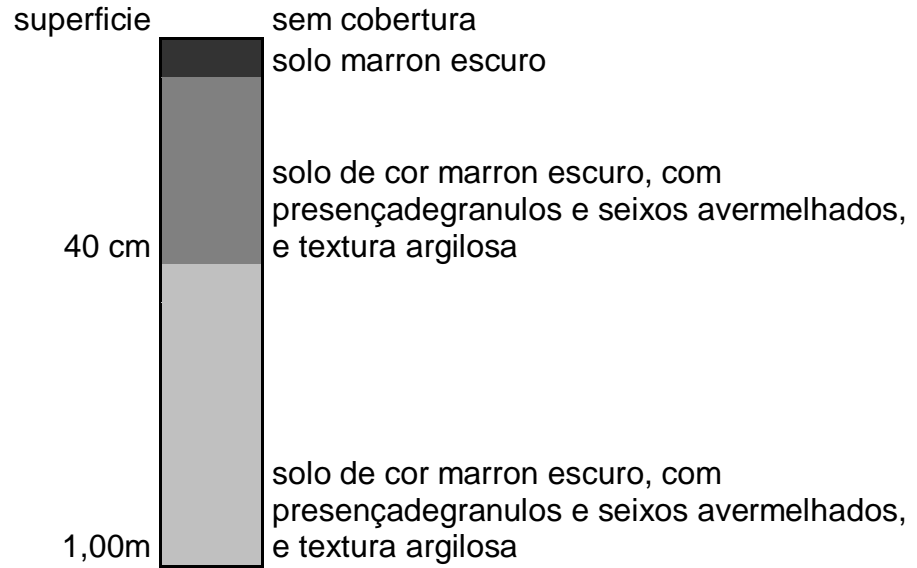 superficie sem cobertura
solo marron escuro
solo de cor marron escuro, com
presençadegranulos e seixos avermelhados,
40 cm e textura argilosa
solo de cor marron escuro, com
presençadegranulos e seixos avermelhados,
1,00m e textura argilosa